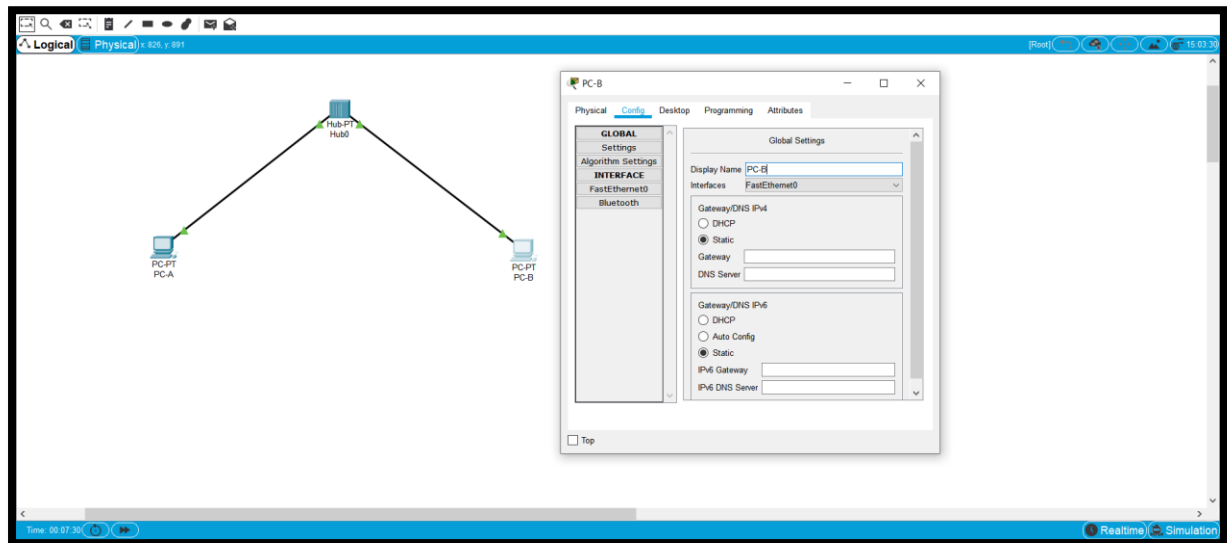 Logical Physical x: 826, y: 891 [Root] 15:03:30
Hub-PT
Hub0
PC-PT
PC-A
PC-PT
PC-B
PC-B
Physical Config Desktop Programming Attributes
GLOBAL
Settings
Algorithm Settings
INTERFACE
FastEthernet0
Bluetooth
Global Settings
Display Name PC-B
Interfaces FastEthernet0
Gateway/DNS IPv4
DHCP
Static
Gateway
DNS Server
Gateway/DNS IPv6
DHCP
Auto Config
Static
IPv6 Gateway
IPv6 DNS Server
Top
Time: 00:07:30 Realtime Simulation